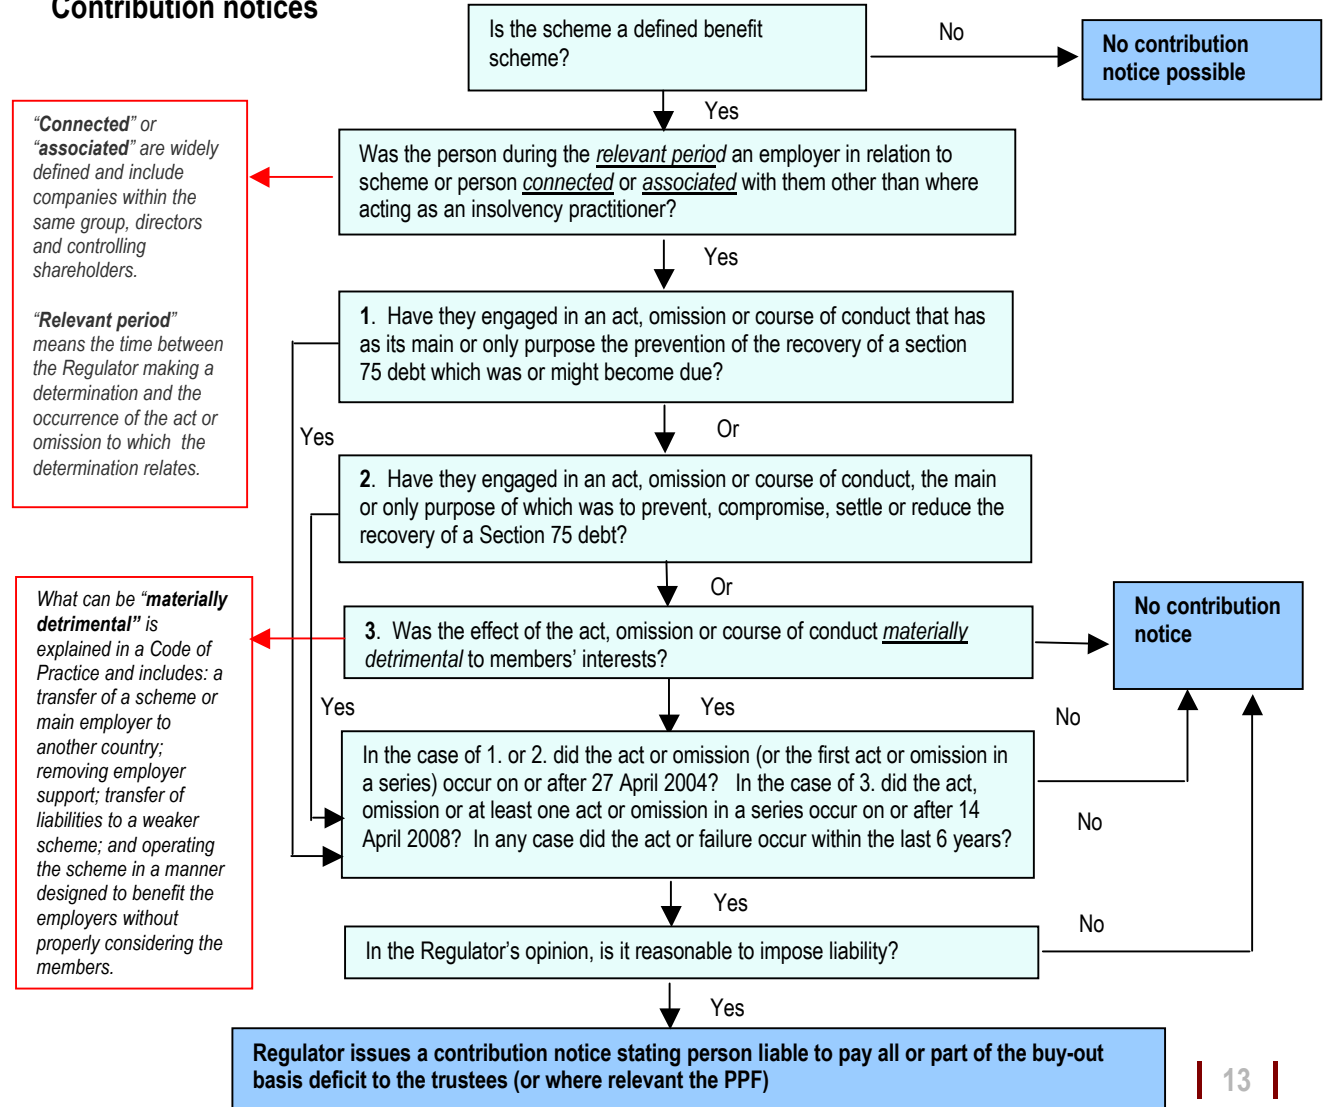 Contribution notices
Is the scheme a defined benefit
scheme?
No
No contribution
notice possible
Yes
“Connected” or
“associated” are widely
defined and include
companies within the
same group, directors
and controlling
shareholders.
“Relevant period”
means the time between
the Regulator making a
determination and the
occurrence of the act or
omission to which the
determination relates.
Was the person during the relevant period an employer in relation to
scheme or person connected or associated with them other than where
acting as an insolvency practitioner?
Yes
1. Have they engaged in an act, omission or course of conduct that has
as its main or only purpose the prevention of the recovery of a section
75 debt which was or might become due?
Yes
Or
2. Have they engaged in an act, omission or course of conduct, the main
or only purpose of which was to prevent, compromise, settle or reduce the
recovery of a Section 75 debt?
Or
What can be “materially
detrimental” is
explained in a Code of
Practice and includes: a
transfer of a scheme or
main employer to
another country;
removing employer
support; transfer of
liabilities to a weaker
scheme; and operating
the scheme in a manner
designed to benefit the
employers without
properly considering the
members.
3. Was the effect of the act, omission or course of conduct materially
detrimental to members’ interests?
No contribution
notice
Yes
Yes
No
In the case of 1. or 2. did the act or omission (or the first act or omission in
a series) occur on or after 27 April 2004? In the case of 3. did the act,
omission or at least one act or omission in a series occur on or after 14
April 2008? In any case did the act or failure occur within the last 6 years?
No
Yes
In the Regulator’s opinion, is it reasonable to impose liability?
No
Yes
Regulator issues a contribution notice stating person liable to pay all or part of the buy-out
basis deficit to the trustees (or where relevant the PPF)
13